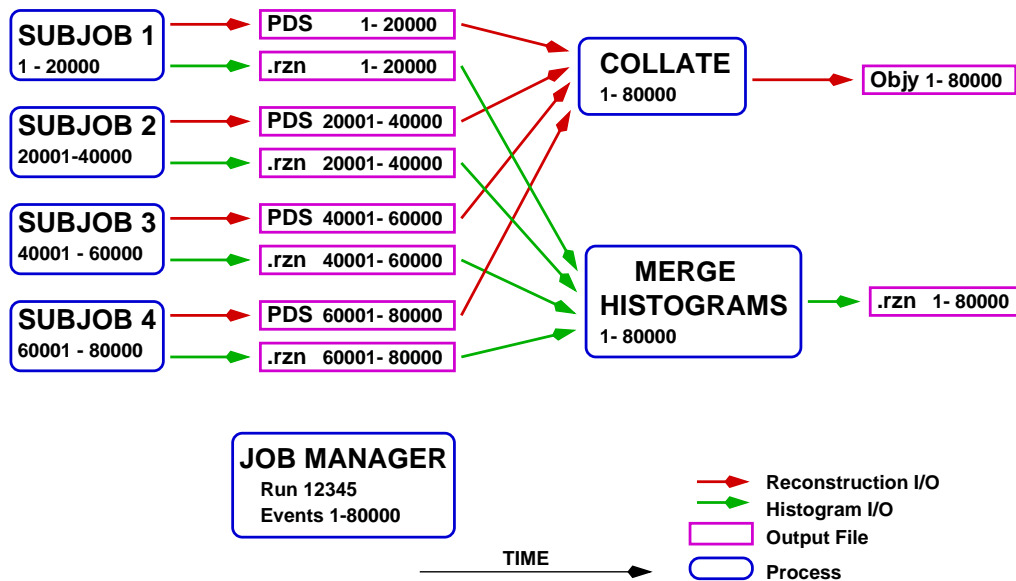 SUBJOB 1
1 - 20000
PDS 1- 20000
.rzn 1- 20000
SUBJOB 2
20001-40000
PDS 20001- 40000
.rzn 20001- 40000
SUBJOB 3
40001 - 60000
PDS 40001- 60000
.rzn 40001- 60000
SUBJOB 4
60001 - 80000
PDS 60001- 80000
.rzn 60001- 80000
COLLATE
1- 80000
Objy 1- 80000
MERGE
HISTOGRAMS
1- 80000
.rzn 1- 80000
JOB MANAGER
Run 12345
Events 1-80000
TIME
Reconstruction I/O
Histogram I/O
Output File
Process